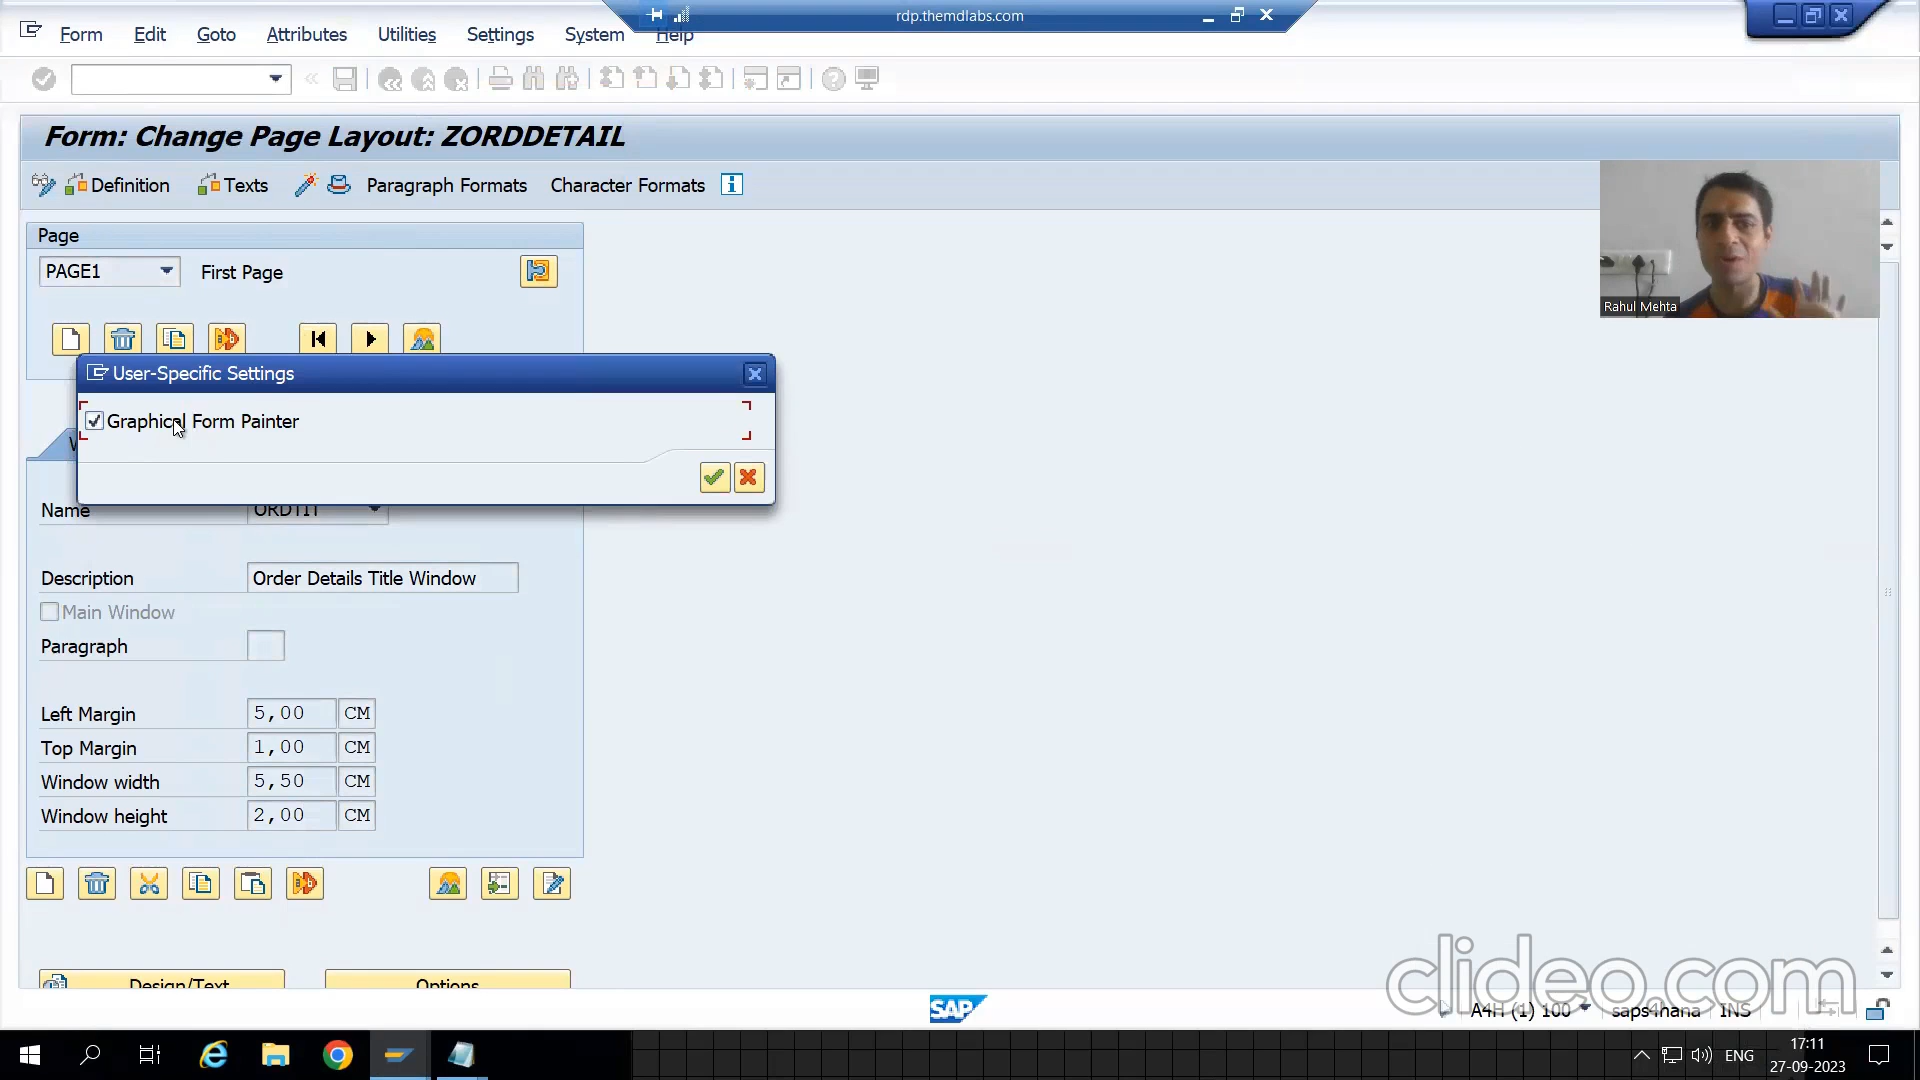 rdp.themdlabs.com
Form Edit Goto Attributes Utilities Settings System Help
Form: Change Page Layout: ZORDDETAIL
Definition Texts Paragraph Formats Character Formats
Page
PAGE1 First Page
Rahul Mehta
User-Specific Settings
Graphical Form Painter
Name ORDTIT
Description Order Details Title Window
Main Window
Paragraph
Left Margin 5,00 CM
Top Margin 1,00 CM
Window width 5,50 CM
Window height 2,00 CM
Design/Text Options
clideo.com
SAP
A4H (1) 100 saps4hana INS
ENG
17:11
27-09-2023